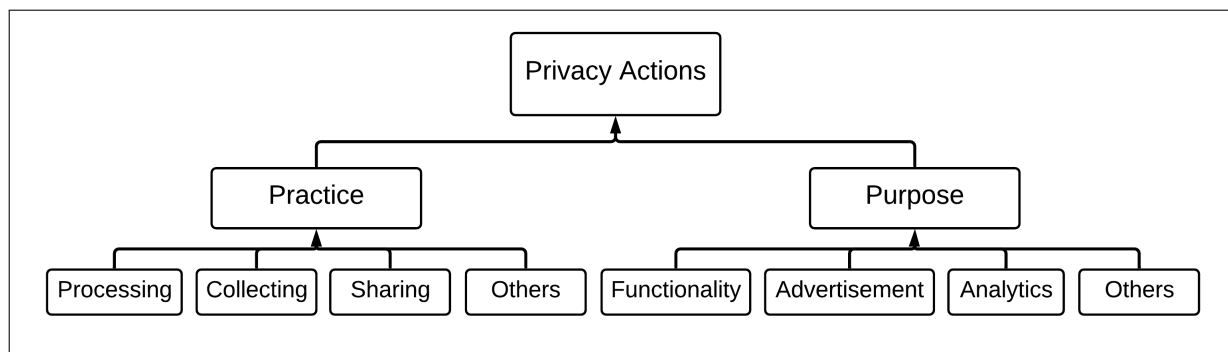 Privacy Actions
Practice
Purpose
Processing
Collecting
Sharing
Others
Functionality
Advertisement
Analytics
Others